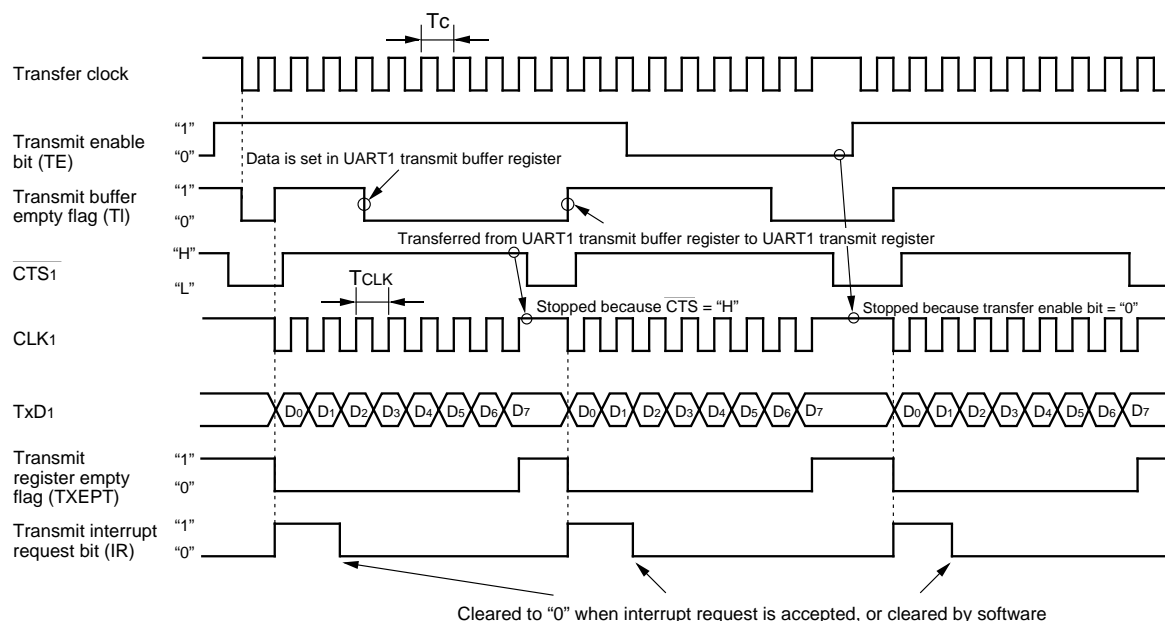 Tc
Transfer clock
Transmit enable
bit (TE)
“1”
“0”
Data is set in UART1 transmit buffer register
Transmit buffer
empty flag (TI)
“1”
“0”
Transferred from UART1 transmit buffer register to UART1 transmit register
CTS1
“H”
“L”
TCLK
Stopped because CTS = “H”
Stopped because transfer enable bit = “0”
CLK1
TxD1
D0 D1 D2 D3 D4 D5 D6 D7 D0 D1 D2 D3 D4 D5 D6 D7 D0 D1 D2 D3 D4 D5 D6 D7
Transmit
register empty
flag (TXEPT)
“1”
“0”
Transmit interrupt
request bit (IR)
“1”
“0”
Cleared to “0” when interrupt request is accepted, or cleared by software